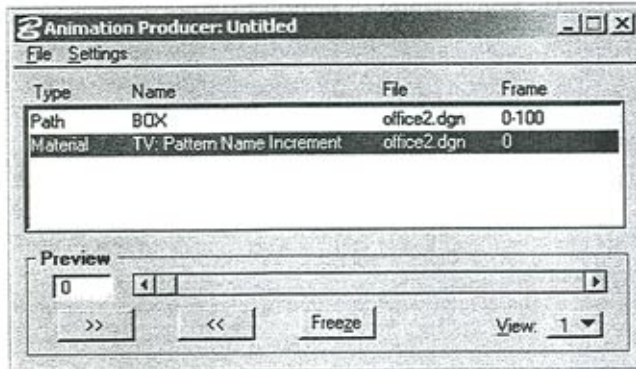 Animation Producer: Untitled
File Settings
Type Name File Frame
Path BOX office2.dgn 0-100
Material TV: Pattern Name Increment office2.dgn 0
Preview
0
>> << Freeze View: 1